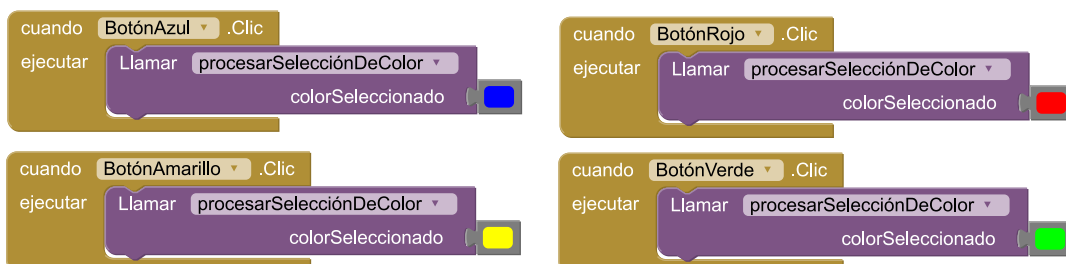 cuando BotónAzul .Clic
ejecutar Llamar procesarSelecciónDeColor
colorSeleccionado
cuando BotónRojo .Clic
ejecutar Llamar procesarSelecciónDeColor
colorSeleccionado
cuando BotónAmarillo .Clic
ejecutar Llamar procesarSelecciónDeColor
colorSeleccionado
cuando BotónVerde .Clic
ejecutar Llamar procesarSelecciónDeColor
colorSeleccionado